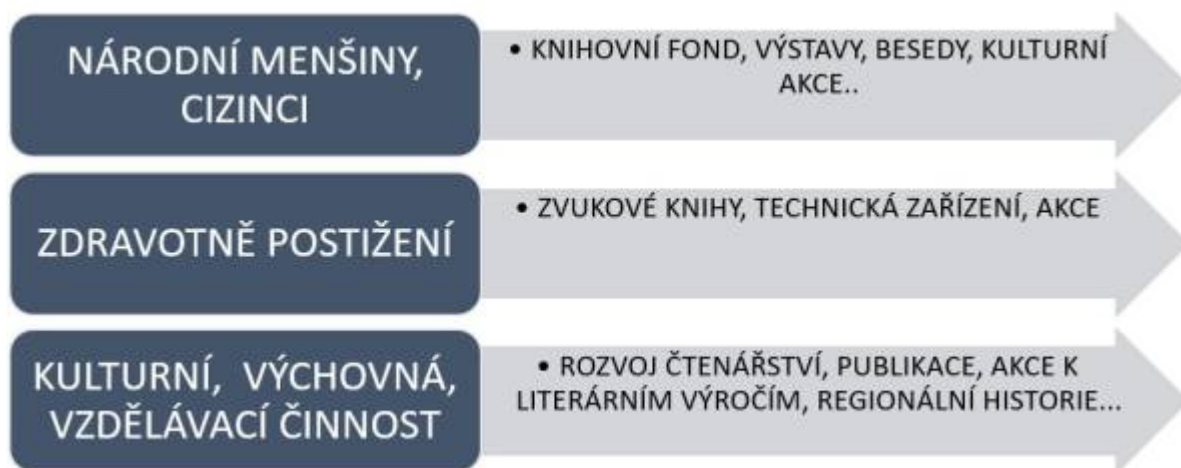 NÁRODNÍ MENŠINY,
CIZINCI
• KNIHOVNÍ FOND, VÝSTAVY, BESEDY, KULTURNÍ
AKCE..
ZDRAVOTNĚ POSTIŽENÍ
• ZVUKOVÉ KNIHY, TECHNICKÁ ZAŘÍZENÍ, AKCE
KULTURNÍ, VÝCHOVNÁ,
VZDĚLÁVACÍ ČINNOST
• ROZVOJ ČTENÁŘSTVÍ, PUBLIKACE, AKCE K
LITERÁRNÍM VÝROČÍM, REGIONÁLNÍ HISTORIE...